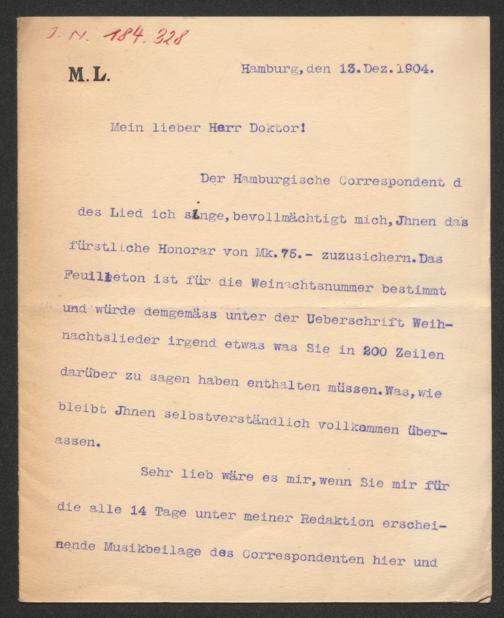 J. N. 184.328
M. L.
Hamburg, den 13. Dez. 1904.
Mein lieber Herr Doktor!
Der Hamburgische Correspondent d
des Lied ich singe, bevollmächtigt mich, Jhnen das
fürstliche Honorar von Mk. 75.- zuzusichern. Das
Feuilleton ist für die Weinachtsnummer bestimmt
und würde demgemäss unter der Ueberschrift Weih-
nachtslieder irgend etwas was Sie in 200 Zeilen
darüber zu sagen haben enthalten müssen. Was, wie
bleibt Jhnen selbstverständlich vollkommen über-
assen.
Sehr lieb wäre es mir, wenn Sie mir für
die alle 14 Tage unter meiner Redaktion erschei-
nende Musikbeilage des Correspondenten hier und